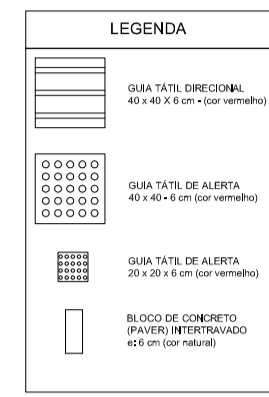 LEGENDA
GUIA TÁTIL DIRECIONAL
40 x 40 X 6 cm - (cor vermelho)
GUIA TÁTIL DE ALERTA
40 x 40 - 6 cm (cor vermelho)
GUIA TÁTIL DE ALERTA
20 x 20 x 6 cm (cor vermelho)
BLOCO DE CONCRETO
(PAVER) INTERTRAVADO
e: 6 cm (cor natural)